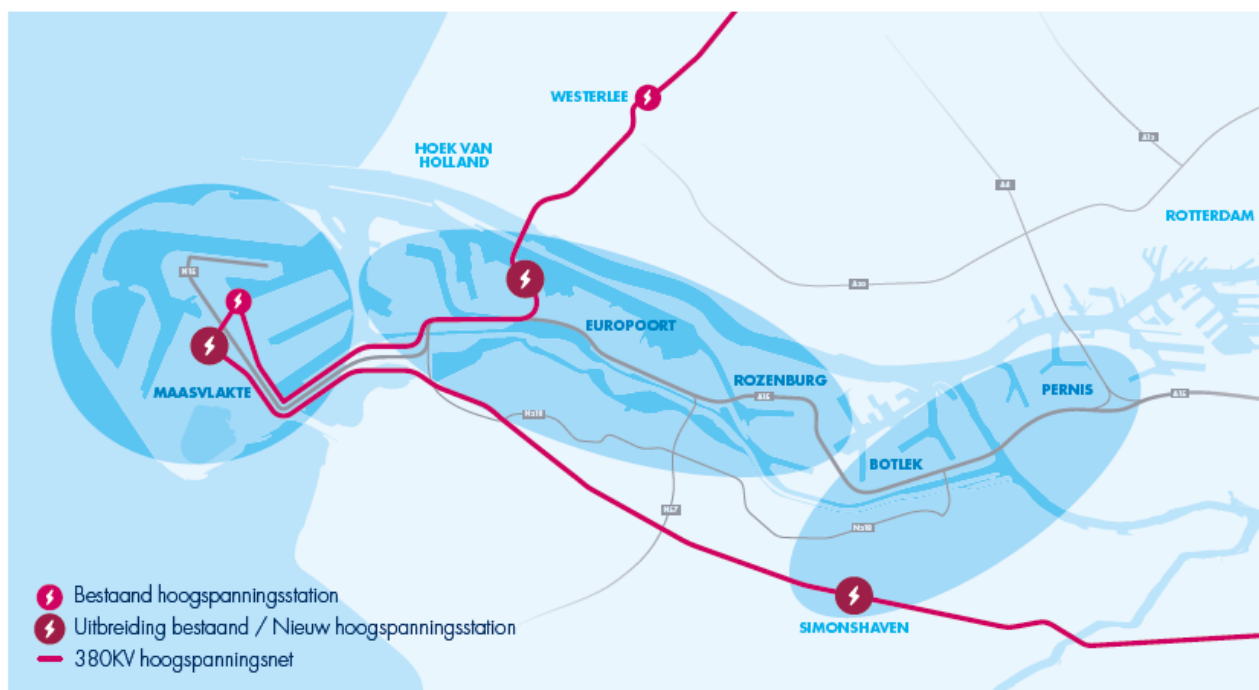 WESTERLEE
A12
HOEK VAN
HOLLAND
A4
ROTTERDAM
N15
A20
EUROPOORT
MAASVLAKTE
ROZENBURG
A15
PERNIS
A15
N218
BOTLEK
N57
N218
SIMONSHAVEN
Bestaand hoogspanningsstation
Uitbreiding bestaand / Nieuw hoogspanningsstation
380KV hoogspanningsnet